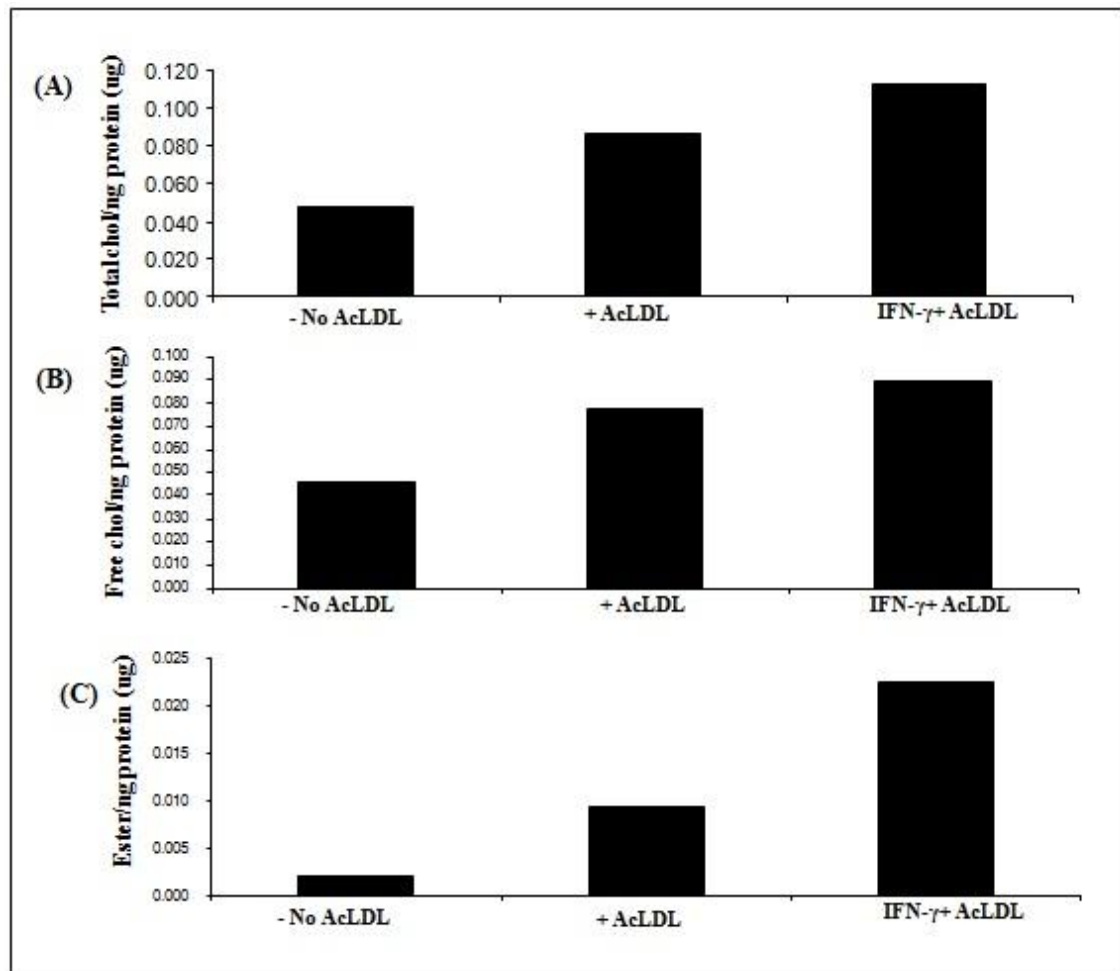 (A)
Totalchol/ng protein (ug)
0.120
0.100
0.080
0.060
0.040
0.020
0.000
- No AcLDL
+ AcLDL
IFN-γ+ AcLDL
(B)
Free chol/ng protein (ug)
0.100
0.090
0.080
0.070
0.060
0.050
0.040
0.030
0.020
0.010
0.000
- No AcLDL
+ AcLDL
IFN-γ+ AcLDL
(C)
Ester/ngprotein (ug)
0.025
0.020
0.015
0.010
0.005
0.000
- No AcLDL
+ AcLDL
IFN-γ+ AcLDL